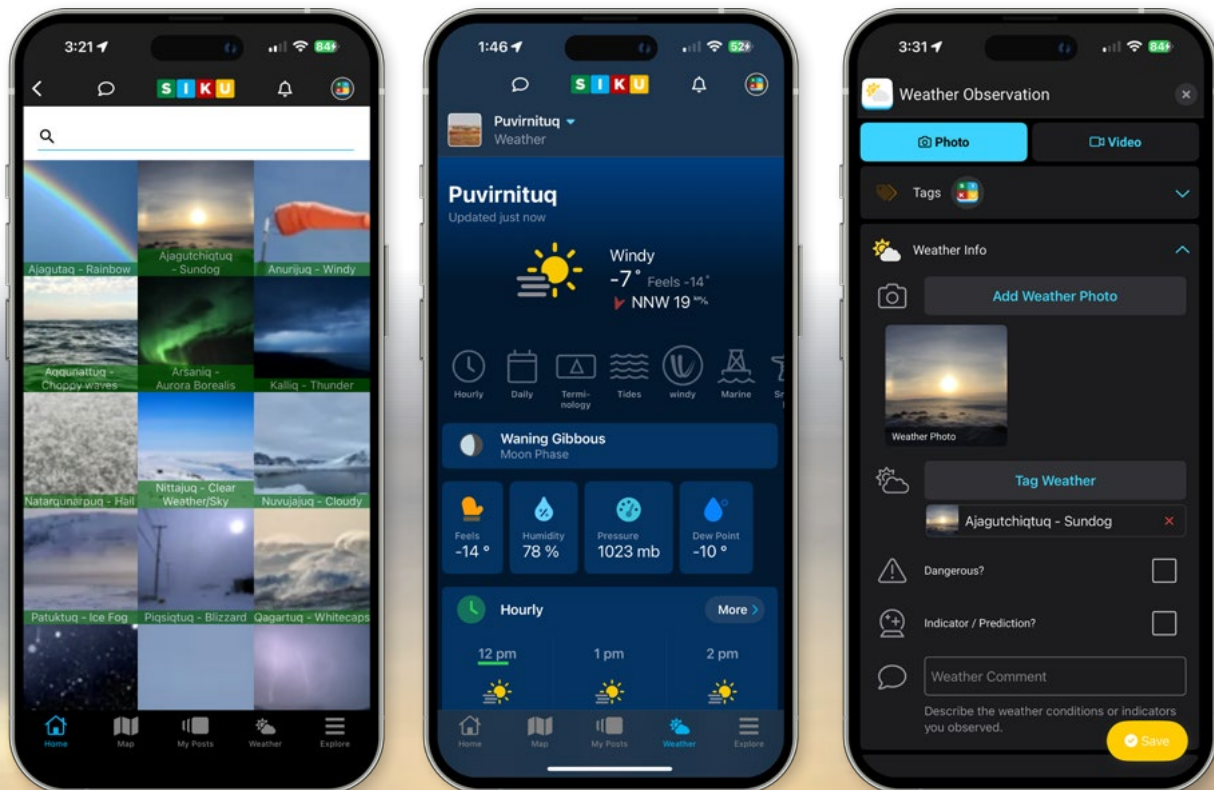 3:21
84
SIKU
Ajagutaq - Rainbow
Ajagutchiqtuq
- Sundog
Anurijuq - Windy
Aqqunattuq -
Choppy waves
Arsaniq -
Aurora Borealis
Kalliq - Thunder
Natarqunarpuq - Hail
Nittajuq - Clear
Weather/Sky
Nuvujajuq - Cloudy
Patuktuq - Ice Fog
Piqsiqtuq - Blizzard
Qagartuq - Whitecaps
Home
Map
My Posts
Weather
Explore
1:46
52
SIKU
Puvirnituq
Weather
Puvirnituq
Updated just now
Windy
-7° Feels -14°
NNW 19 km/h
Hourly
Daily
Termi-
nology
Tides
windy
Marine
Waning Gibbous
Moon Phase
Feels
-14 °
Humidity
78 %
Pressure
1023 mb
Dew Point
-10 °
Hourly
More >
12 pm
1 pm
2 pm
Home
Map
My Posts
Weather
Explore
3:31
84
SIKU
Weather Observation
Photo
Video
Tags
Weather Info
Add Weather Photo
Weather Photo
Tag Weather
Ajagutchiqtuq - Sundog
Dangerous?
Indicator / Prediction?
Weather Comment
Describe the weather conditions or indicators
you observed.
Save